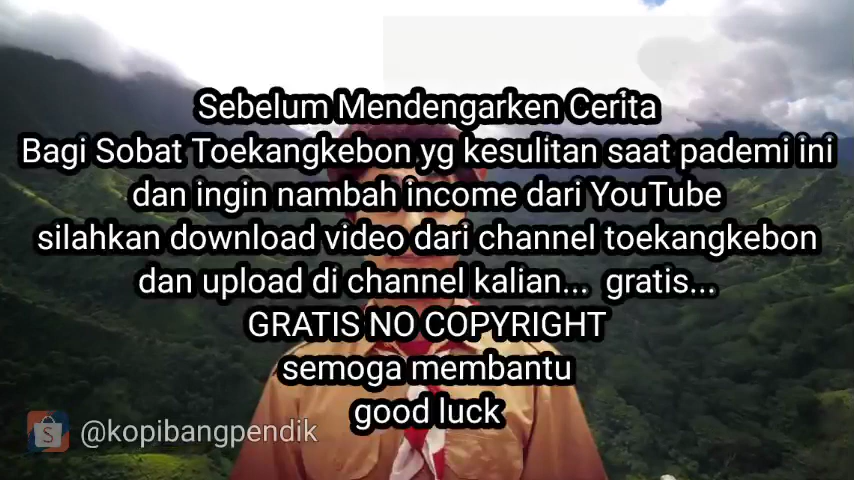 Sebelum Mendengarken Cerita
Bagi Sobat Toekangkebon yg kesulitan saat pademi ini
dan ingin nambah income dari YouTube
silahkan download video dari channel toekangkebon
dan upload di channel kalian... gratis...
GRATIS NO COPYRIGHT
semoga membantu
good luck
S @kopibangpendik